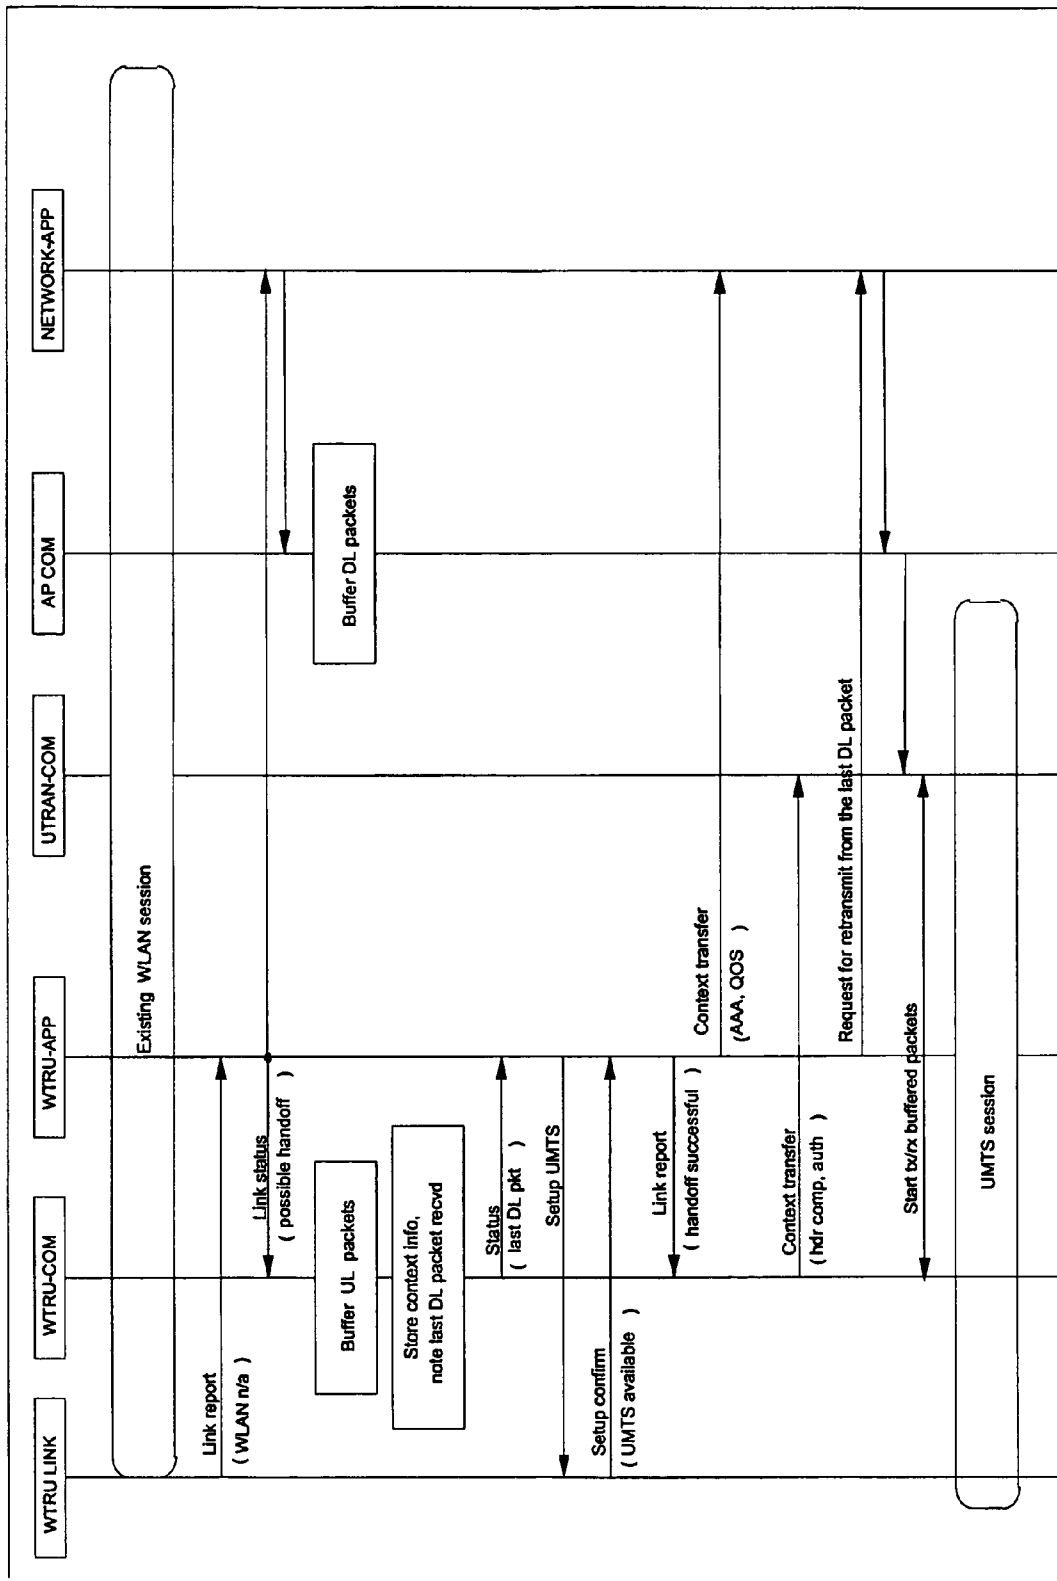 WTRU LINK
WTRU-COM
WTRU-APP
UTRAN-COM
AP COM
NETWORK-APP
Existing WLAN session
Link report
( WLAN n/a )
Link status
( possible handoff )
Buffer UL packets
Buffer DL packets
Store context info,
note last DL packet recvd
Status
( last DL pkt )
Setup UMTS
Setup confirm
( UMTS available )
Link report
( handoff successful )
Context transfer
(AAA, QOS )
Context transfer
( hdr comp, auth )
Request for retransmit from the last DL packet
Start tx/rx buffered packets
UMTS session